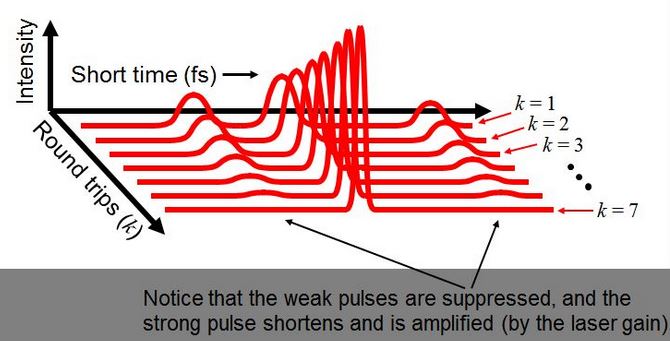 Intensity
Short time (fs)
Round trips (k)
k = 1
k = 2
k = 3
k = 7
Notice that the weak pulses are suppressed, and the
strong pulse shortens and is amplified (by the laser gain)